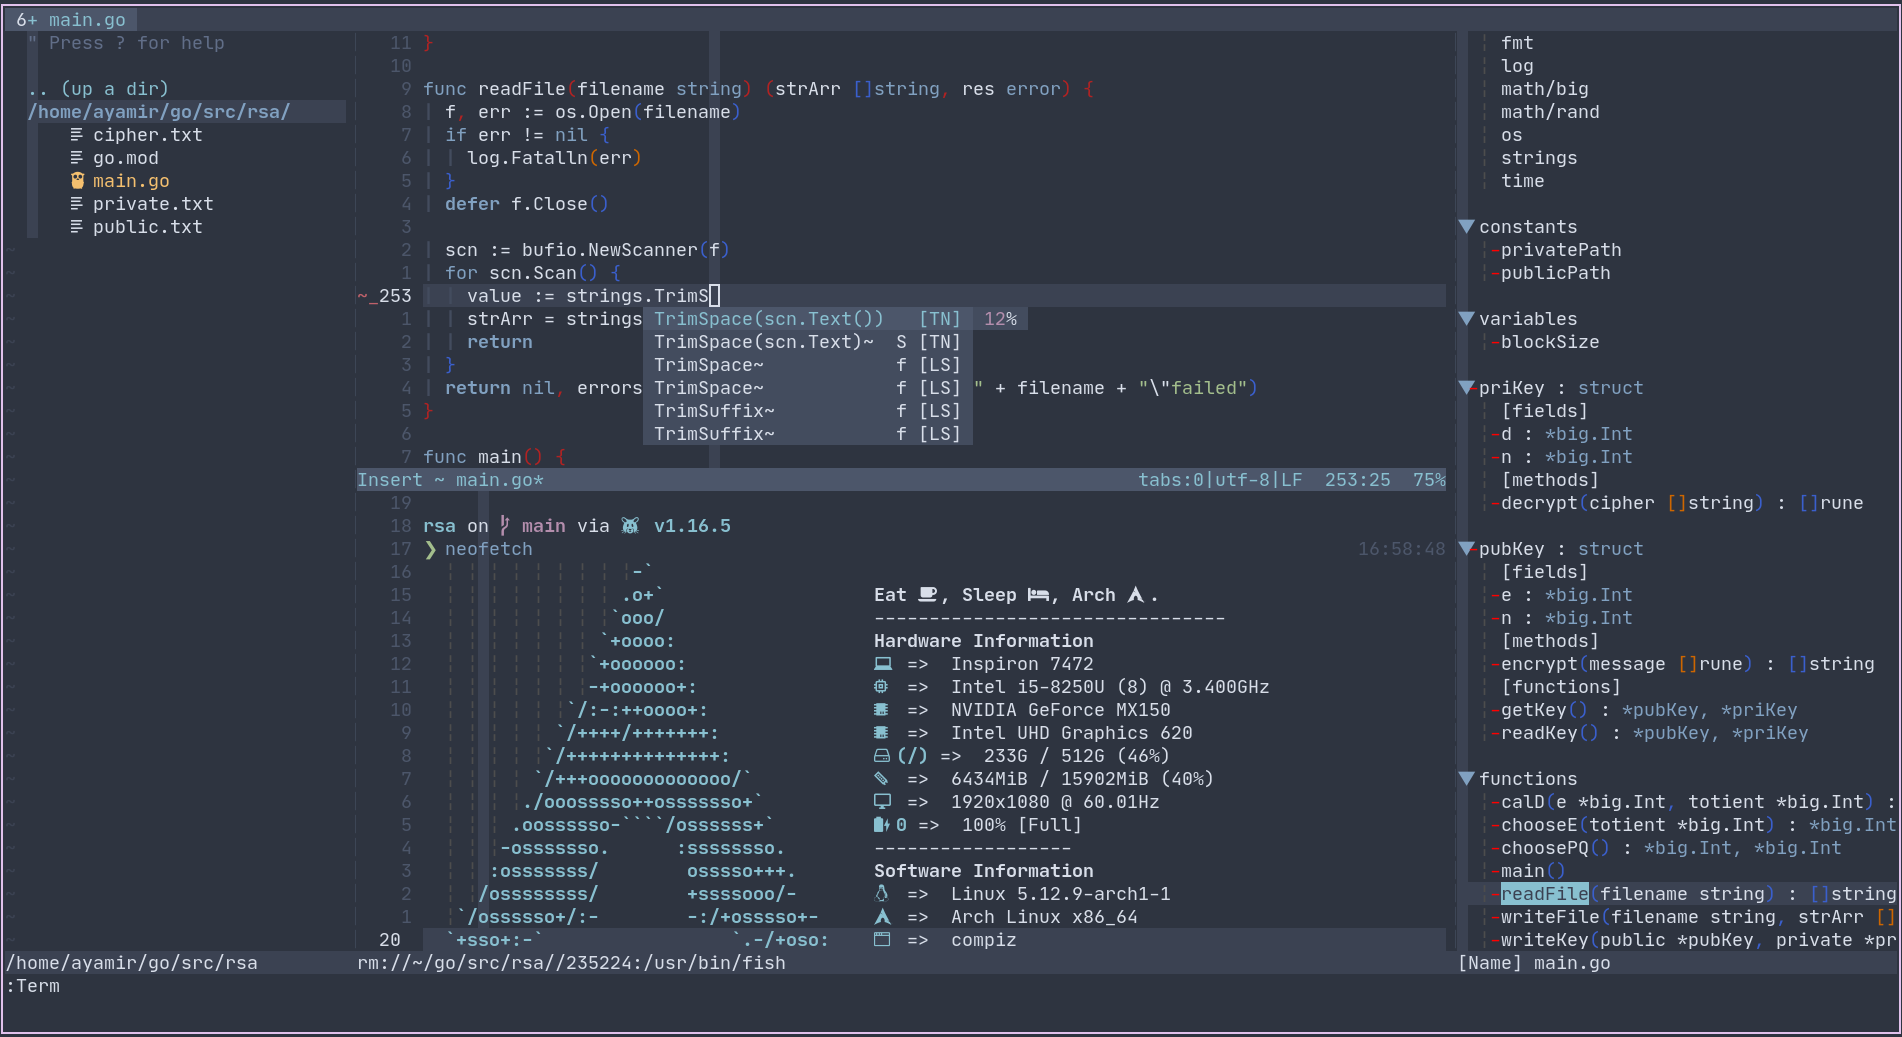 6+ main.go
" Press ? for help
.. (up a dir)
/home/ayamir/go/src/rsa/
cipher.txt
go.mod
main.go
private.txt
public.txt
11 }
10
9 func readFile(filename string) (strArr []string, res error) {
8 f, err := os.Open(filename)
7 if err != nil {
6 log.Fatalln(err)
5 }
4 defer f.Close()
3
2 scn := bufio.NewScanner(f)
1 for scn.Scan() {
~_253 value := strings.TrimS
1 strArr = strings
2 return
3 }
4 return nil, errors " + filename + "\"failed")
5 }
6
7 func main() {
TrimSpace(scn.Text()) [TN] 12%
TrimSpace(scn.Text)~ S [TN]
TrimSpace~ f [LS]
TrimSpace~ f [LS]
TrimSuffix~ f [LS]
TrimSuffix~ f [LS]
Insert ~ main.go* tabs:0|utf-8|LF 253:25 75%
19
18 rsa on main via v1.16.5
17 ❯ neofetch 16:58:48
16 -`
15 .o+` Eat , Sleep , Arch .
14 `ooo/ --------------------------------
13 `+oooo: Hardware Information
12 `+oooooo: => Inspiron 7472
11 -+oooooo+: => Intel i5-8250U (8) @ 3.400GHz
10 `/:-:++oooo+: => NVIDIA GeForce MX150
9 `/++++/+++++++: => Intel UHD Graphics 620
8 `/++++++++++++++: (/) => 233G / 512G (46%)
7 `/+++ooooooooooooo/` => 6434MiB / 15902MiB (40%)
6 ./ooosssso++osssssso+` => 1920x1080 @ 60.01Hz
5 .oossssso-````/ossssss+` 0 => 100% [Full]
4 -osssssso. :ssssssso. ------------------
3 :osssssss/ osssso+++. Software Information
2 /ossssssss/ +ssssooo/- => Linux 5.12.9-arch1-1
1 `/ossssso+/:- -:/+osssso+- => Arch Linux x86_64
20 `+sso+:-` `.-/+oso: => compiz
fmt
log
math/big
math/rand
os
strings
time
▼constants
-privatePath
-publicPath
▼variables
-blockSize
▼-priKey : struct
[fields]
-d : *big.Int
-n : *big.Int
[methods]
-decrypt(cipher []string) : []rune
▼-pubKey : struct
[fields]
-e : *big.Int
-n : *big.Int
[methods]
-encrypt(message []rune) : []string
[functions]
-getKey() : *pubKey, *priKey
-readKey() : *pubKey, *priKey
▼functions
-calD(e *big.Int, totient *big.Int) :
-chooseE(totient *big.Int) : *big.Int
-choosePQ() : *big.Int, *big.Int
-main()
-readFile(filename string) : []string
-writeFile(filename string, strArr []
-writeKey(public *pubKey, private *pr
/home/ayamir/go/src/rsa rm://~/go/src/rsa//235224:/usr/bin/fish [Name] main.go
:Term